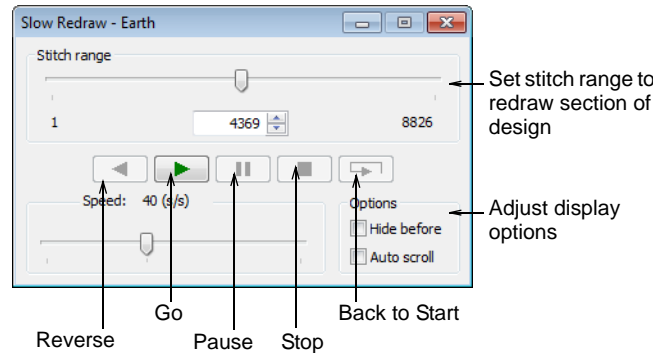 Slow Redraw - Earth
Stitch range
1 4369 8826
Set stitch range to
redraw section of
design
Speed: 40 (s/s)
Options
Hide before
Auto scroll
Adjust display
options
Go
Back to Start
Reverse
Pause
Stop